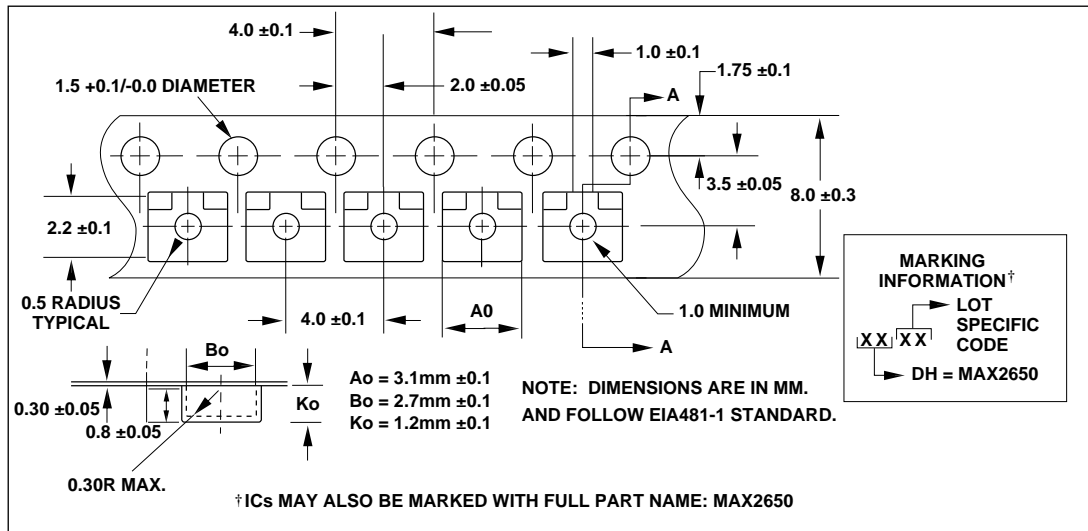 4.0 ±0.1
1.0 ±0.1
1.75 ±0.1
1.5 +0.1/-0.0 DIAMETER
2.0 ±0.05
A
3.5 ±0.05
8.0 ±0.3
2.2 ±0.1
0.5 RADIUS
TYPICAL
4.0 ±0.1
A0
1.0 MINIMUM
A
MARKING
INFORMATION†
LOT
SPECIFIC
CODE
XX XX
DH = MAX2650
Bo
Ko
0.30 ±0.05
0.8 ±0.05
0.30R MAX.
Ao = 3.1mm ±0.1
Bo = 2.7mm ±0.1
Ko = 1.2mm ±0.1
NOTE: DIMENSIONS ARE IN MM.
AND FOLLOW EIA481-1 STANDARD.
†ICs MAY ALSO BE MARKED WITH FULL PART NAME: MAX2650